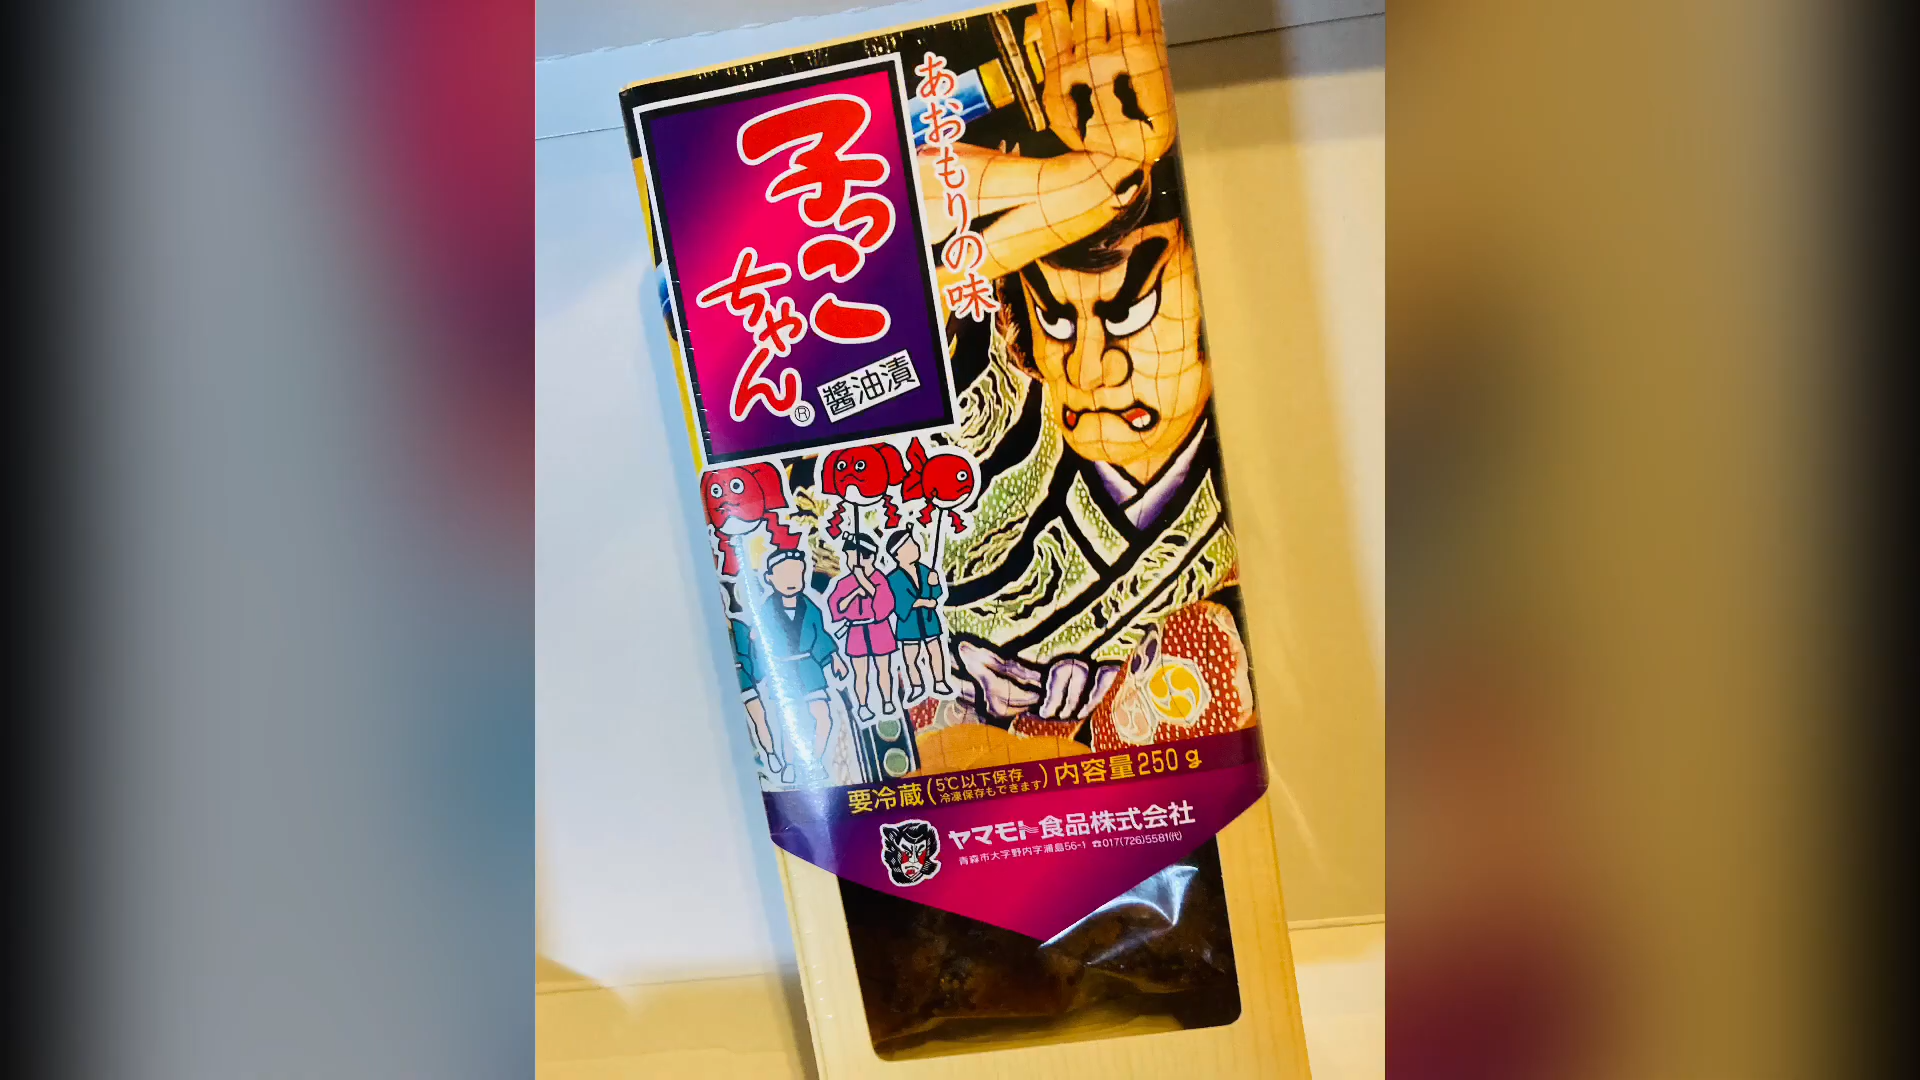 あおもりの味
子っこ
ちゃん®
醤油漬
要冷蔵(5℃以下保存
冷凍保存もできます)内容量250g
ヤマモト食品株式会社
青森市大字野内字浦島56-1 ☎017(726)5581(代)